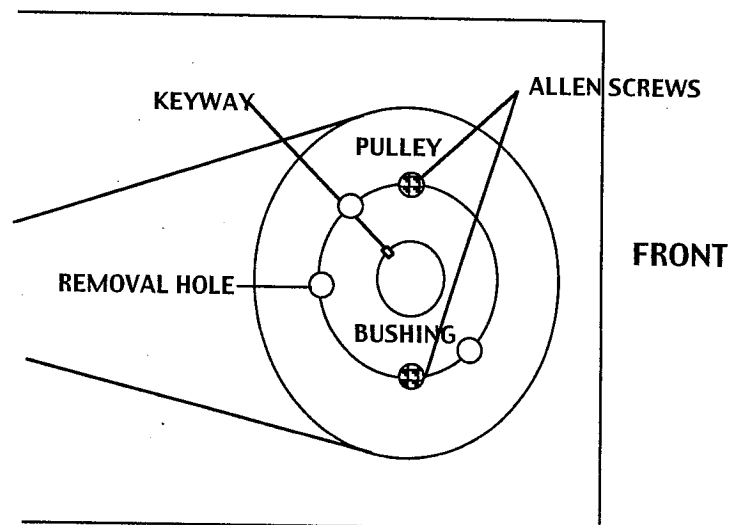 ALLEN SCREWS
KEYWAY
PULLEY
FRONT
REMOVAL HOLE
BUSHING